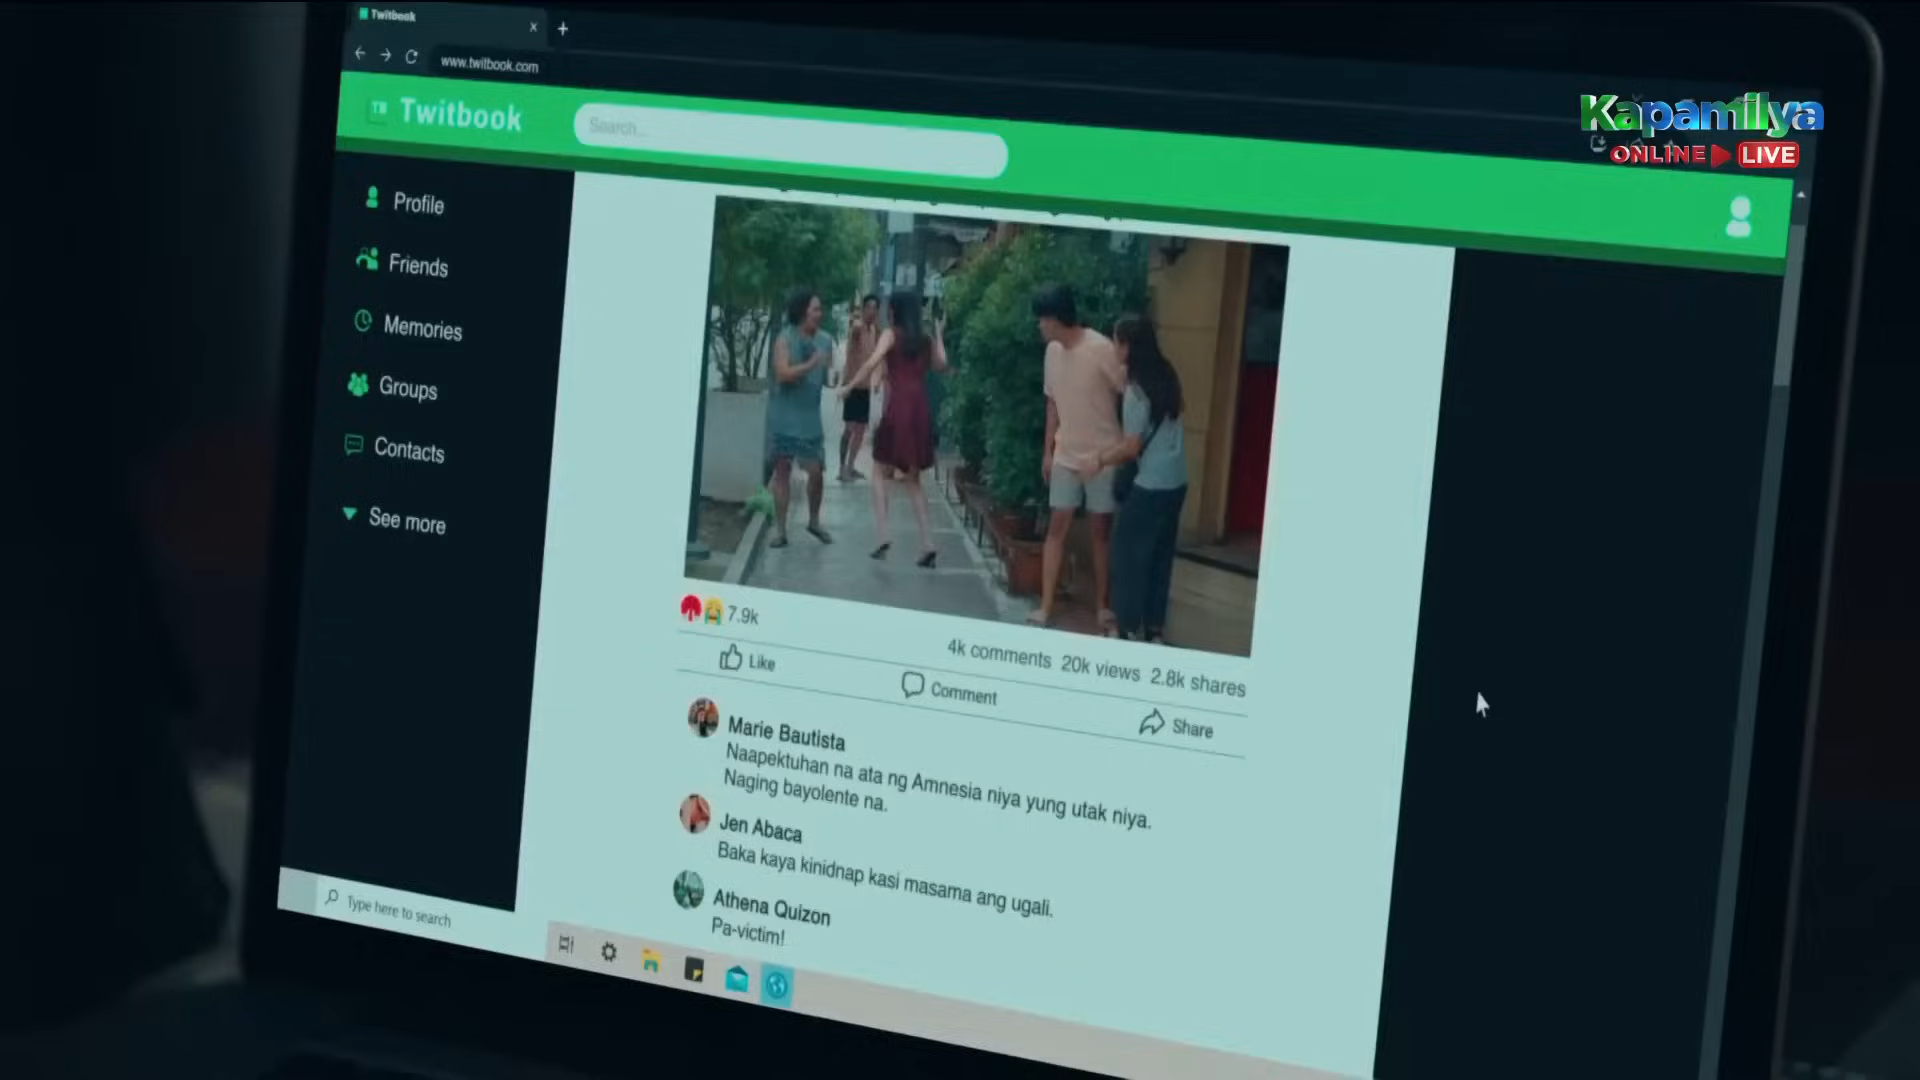 Twitbook
www.twitbook.com
TB Twitbook
Search...
Kapamilya
ONLINE LIVE
Profile
Friends
Memories
Groups
Contacts
See more
7.9k
4k comments 20k views 2.8k shares
Like
Comment
Share
Marie Bautista
Naapektuhan na ata ng Amnesia niya yung utak niya.
Naging bayolente na.
Jen Abaca
Baka kaya kinidnap kasi masama ang ugali.
Athena Quizon
Pa-victim!
Type here to search